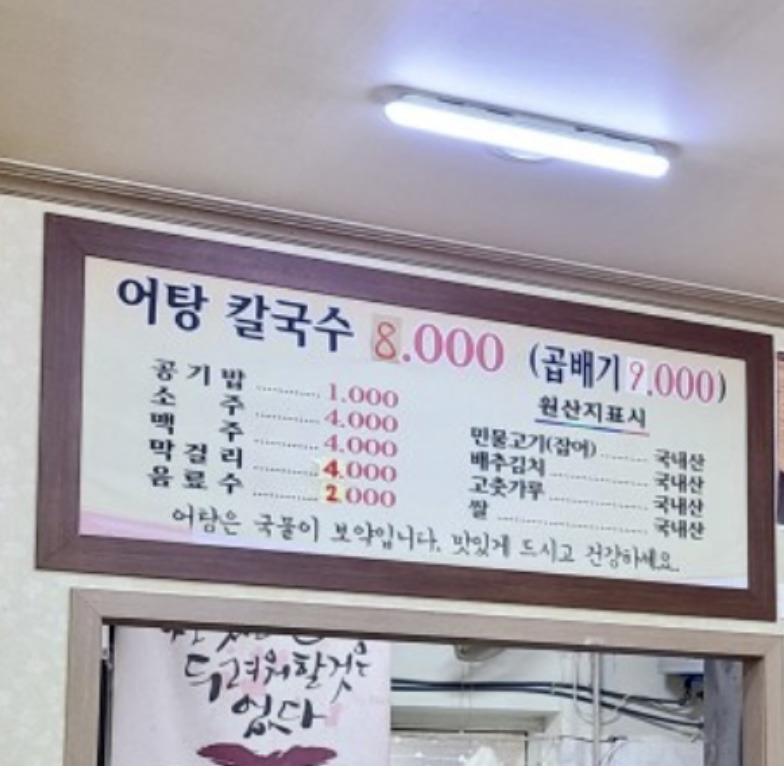 어탕 칼국수 8.000 (곱배기 9.000)
공기밥 1.000
소주 4.000
맥주 4.000
막걸리 4.000
음료수 2.000
원산지표시
민물고기(잡어) 국내산
배추김치 국내산
고춧가루 국내산
쌀 국내산
어탕은 국물이 보약입니다. 맛있게 드시고 건강하세요.
두려워할것은
없다